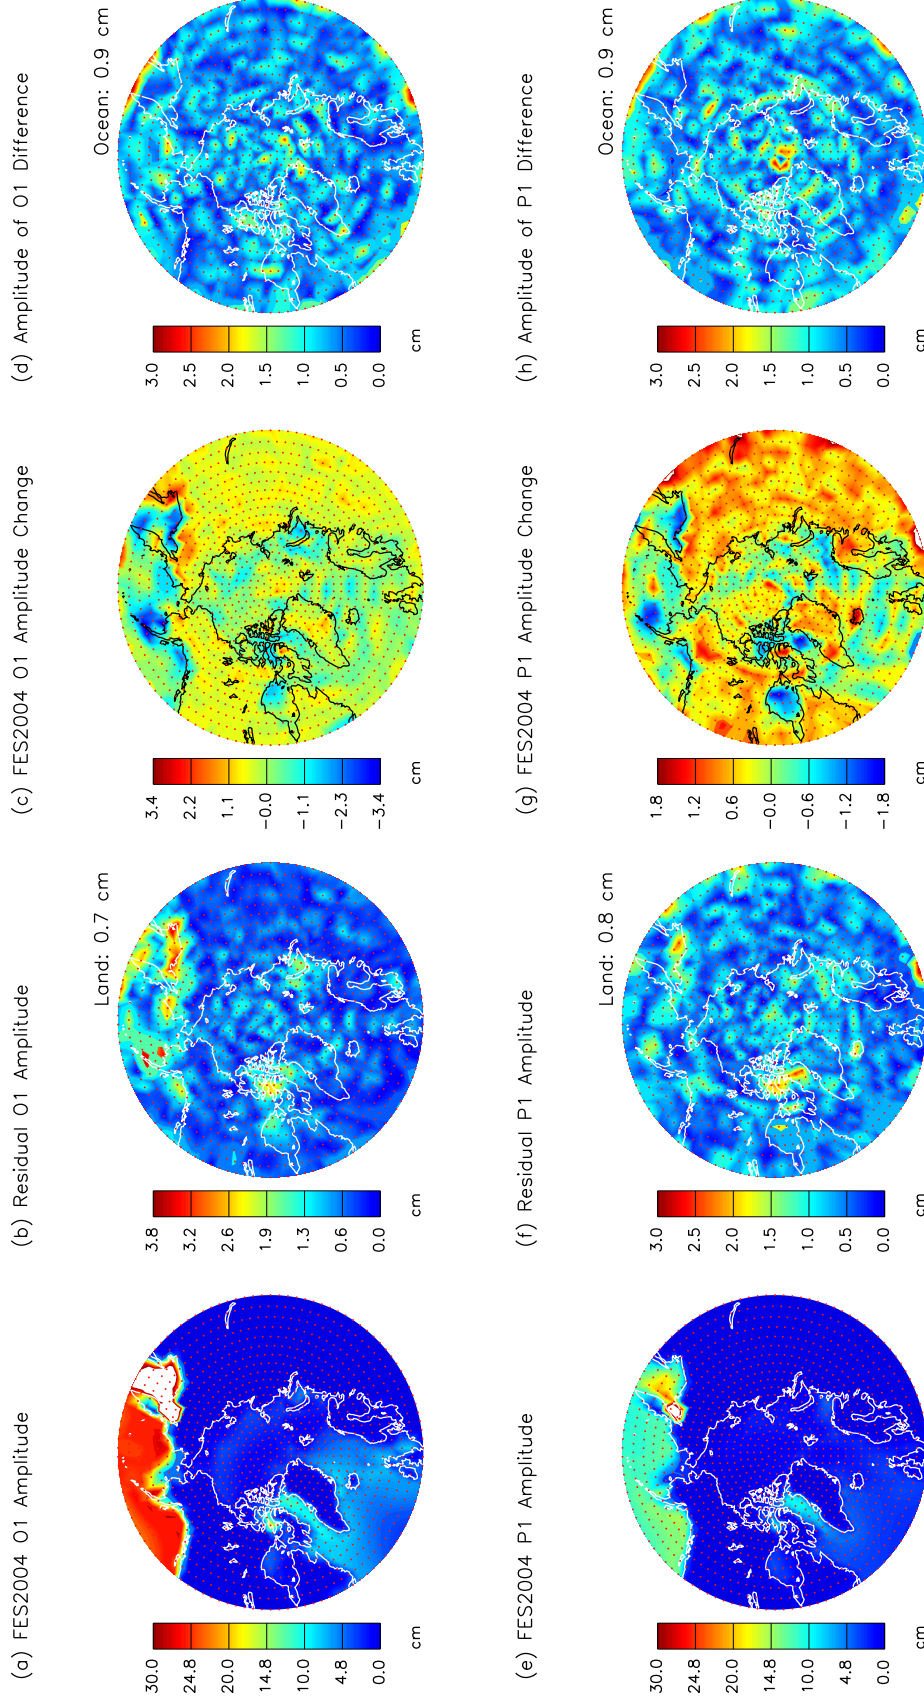 (a) FES2004 O1 Amplitude
30.0
24.8
20.0
14.8
10.0
4.8
0.0
cm
(b) Residual O1 Amplitude
Land: 0.7 cm
3.8
3.2
2.6
1.9
1.3
0.6
0.0
cm
(c) FES2004 O1 Amplitude Change
3.4
2.2
1.1
-0.0
-1.1
-2.3
-3.4
cm
(d) Amplitude of O1 Difference
Ocean: 0.9 cm
3.0
2.5
2.0
1.5
1.0
0.5
0.0
cm
(e) FES2004 P1 Amplitude
30.0
24.8
20.0
14.8
10.0
4.8
0.0
cm
(f) Residual P1 Amplitude
Land: 0.8 cm
3.0
2.5
2.0
1.5
1.0
0.5
0.0
cm
(g) FES2004 P1 Amplitude Change
1.8
1.2
0.6
-0.0
-0.6
-1.2
-1.8
cm
(h) Amplitude of P1 Difference
Ocean: 0.9 cm
3.0
2.5
2.0
1.5
1.0
0.5
0.0
cm